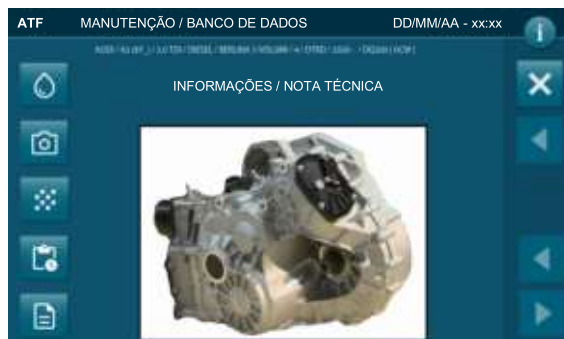 ATF MANUTENÇÃO / BANCO DE DADOS DD/MM/AA - xx:xx
INFORMAÇÕES / NOTA TÉCNICA